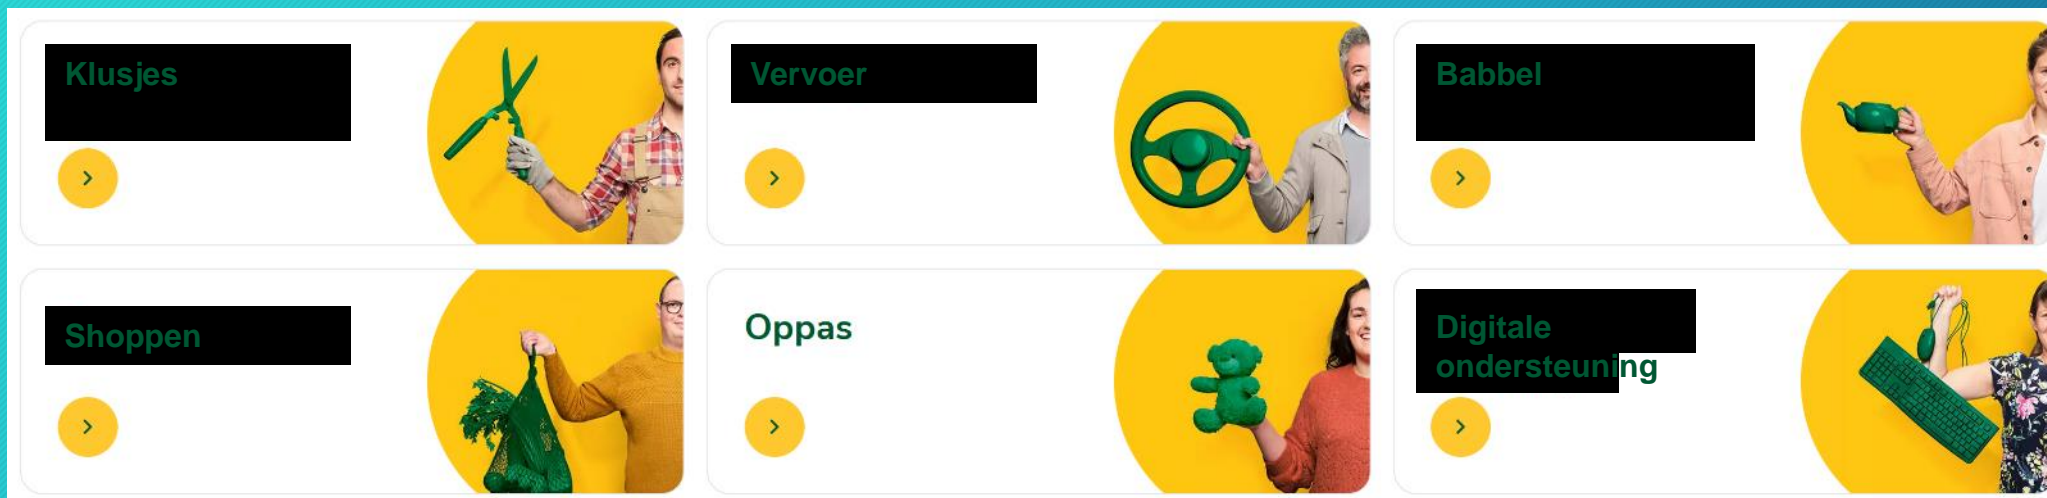 Klusjes
Vervoer
Babbel
Shoppen
Oppas
Digitale
ondersteuning